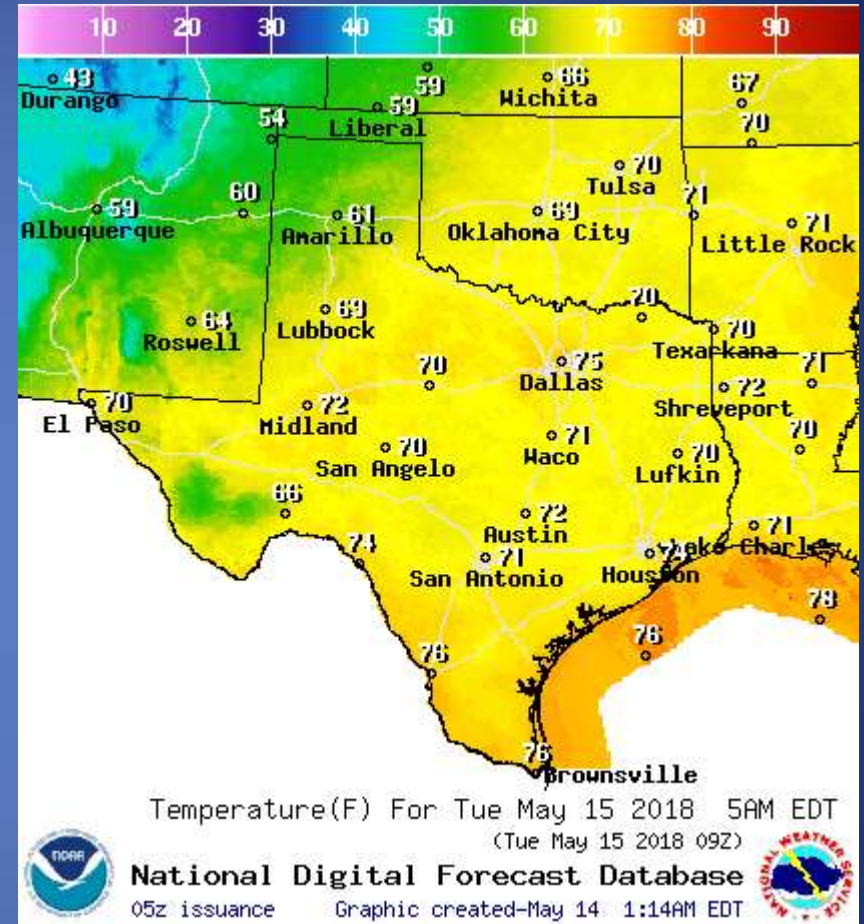 10 20 30 40 50 60 70 80 90
43 59 66 67
Durango Wichita
59
Liberal
54 70
70
Tulsa
59 60 61 69 71 71
Albuquerque Amarillo Oklahoma City Little Rock
64 69 70 70
Roswell Lubbock Texarkana
70 75 72 71
Dallas Shreveport
70 72
El Paso Midland
70 71 70 70
San Angelo Waco Lufkin
66 72 71
Austin Lake Charles
74 71
San Antonio Houston
78
76 76
76
Brownsville
Temperature(F) For Tue May 15 2018 5AM EDT
(Tue May 15 2018 09Z)
NOAA
NATIONAL WEATHER SERVICE
National Digital Forecast Database
05z issuance Graphic created-May 14 1:14AM EDT